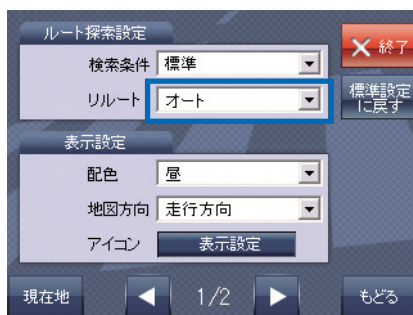 ルート探索設定
終了
検索条件 標準
リルート オート
標準設定
に戻す
表示設定
配色 昼
地図方向 走行方向
アイコン 表示設定
現在地 1/2 もどる